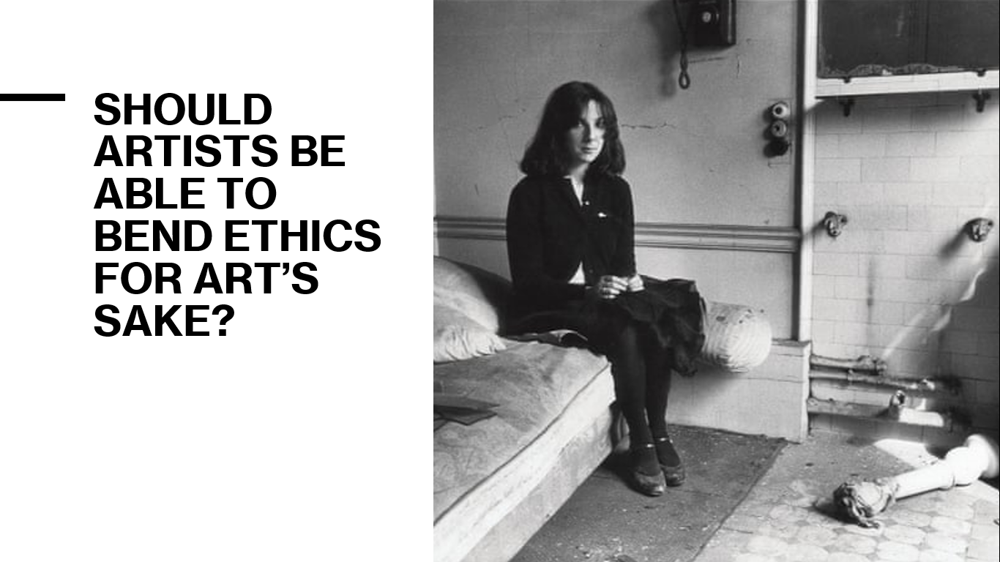 SHOULD
ARTISTS BE
ABLE TO
BEND ETHICS
FOR ART’S
SAKE?